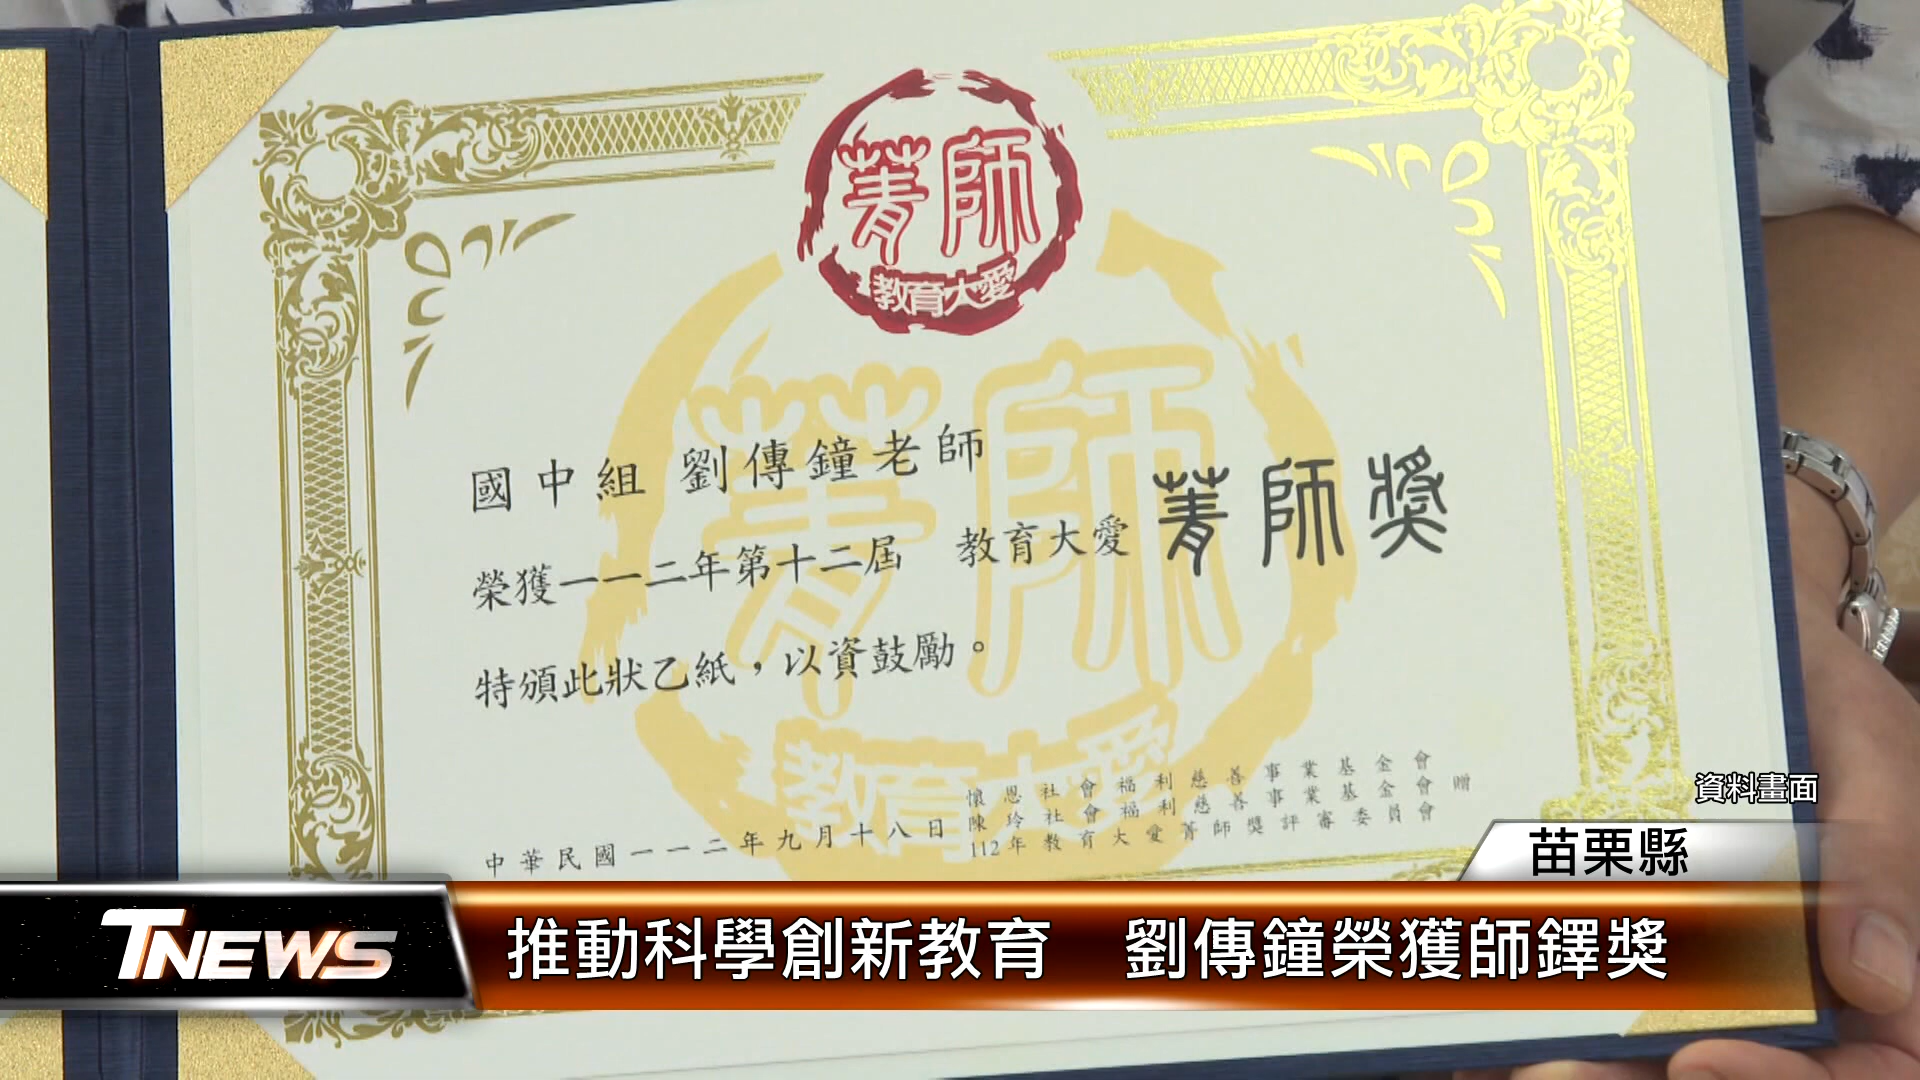 菁師
教育大愛
菁師
教育大愛
國中組 劉傳鐘老師
榮獲一一二年第十二屆 教育大愛 菁師獎
特頒此狀乙紙，以資鼓勵。
懷恩社會福利慈善事業基金會
陳玲社會福利慈善事業基金會 贈
112年教育大愛菁師獎評審委員會
中華民國一一二年九月十八日
資料畫面
苗栗縣
TNEWS
推動科學創新教育 劉傳鐘榮獲師鐸獎